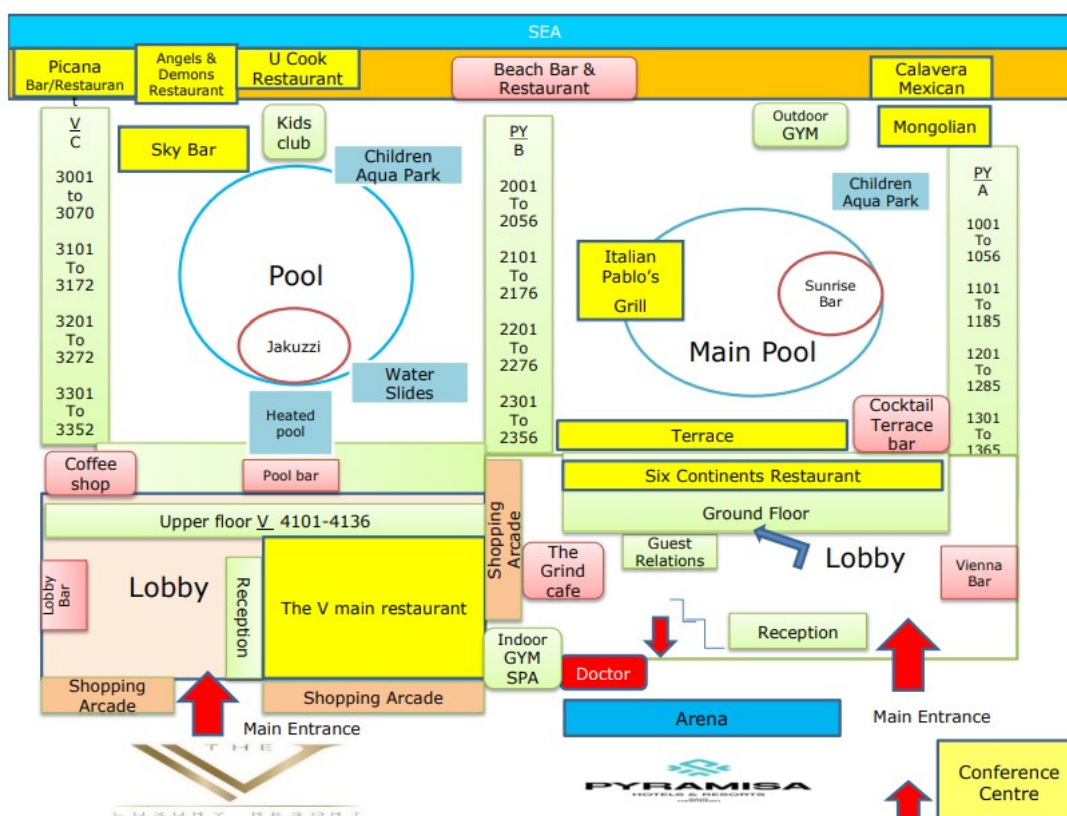 SEA
Picana
Bar/Restauran
t
Angels &
Demons
Restaurant
U Cook
Restaurant
Beach Bar &
Restaurant
Calavera
Mexican
V
C
3001
to
3070
3101
To
3172
3201
To
3272
3301
To
3352
Sky Bar
Kids
club
Children
Aqua Park
Pool
Jakuzzi
Water
Slides
Heated
pool
PY
B
2001
To
2056
2101
To
2176
2201
To
2276
2301
To
2356
Outdoor
GYM
Mongolian
Children
Aqua Park
Italian
Pablo's
Grill
Sunrise
Bar
Main Pool
PY
A
1001
To
1056
1101
To
1185
1201
To
1285
1301
To
1365
Terrace
Cocktail
Terrace
bar
Coffee
shop
Pool bar
Upper floor V 4101-4136
Lobby
Bar
Lobby
Reception
The V main restaurant
Shopping
Arcade
Six Continents Restaurant
Ground Floor
Guest
Relations
Lobby
The
Grind
cafe
Vienna
Bar
Reception
Indoor
GYM
SPA
Doctor
Shopping
Arcade
Shopping Arcade
Main Entrance
Arena
Main Entrance
THE
V
LUXURY RESORT
PYRAMISA
HOTELS & RESORTS
Conference
Centre